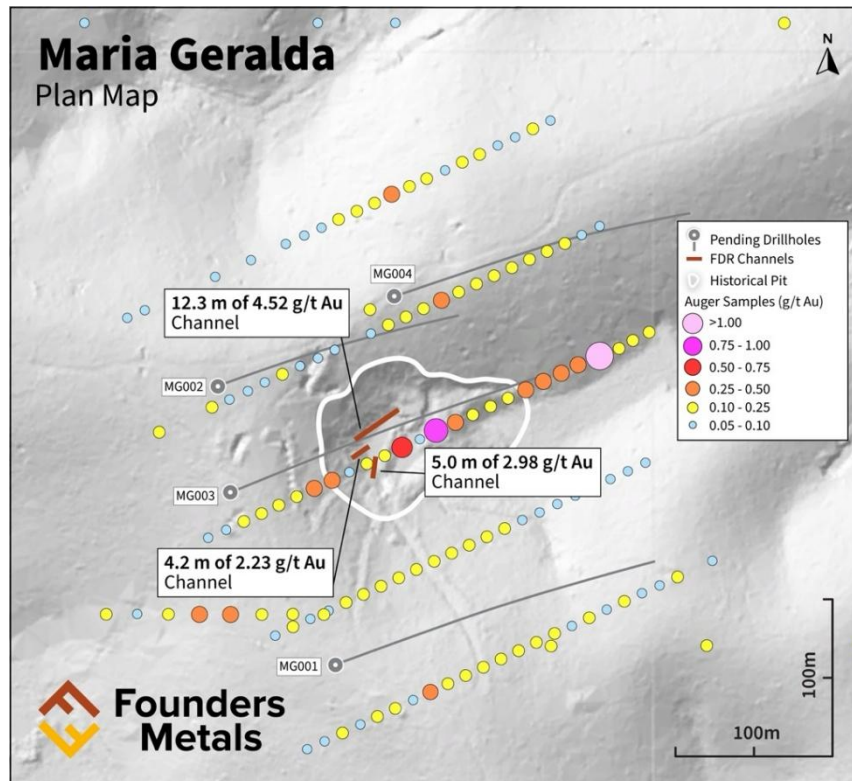 Maria Geralda
Plan Map
N
MG004
12.3 m of 4.52 g/t Au
Channel
MG002
MG003
5.0 m of 2.98 g/t Au
Channel
4.2 m of 2.23 g/t Au
Channel
MG001
Pending Drillholes
FDR Channels
Historical Pit
Auger Samples (g/t Au)
>1.00
0.75 - 1.00
0.50 - 0.75
0.25 - 0.50
0.10 - 0.25
0.05 - 0.10
Founders
Metals
100m
100m